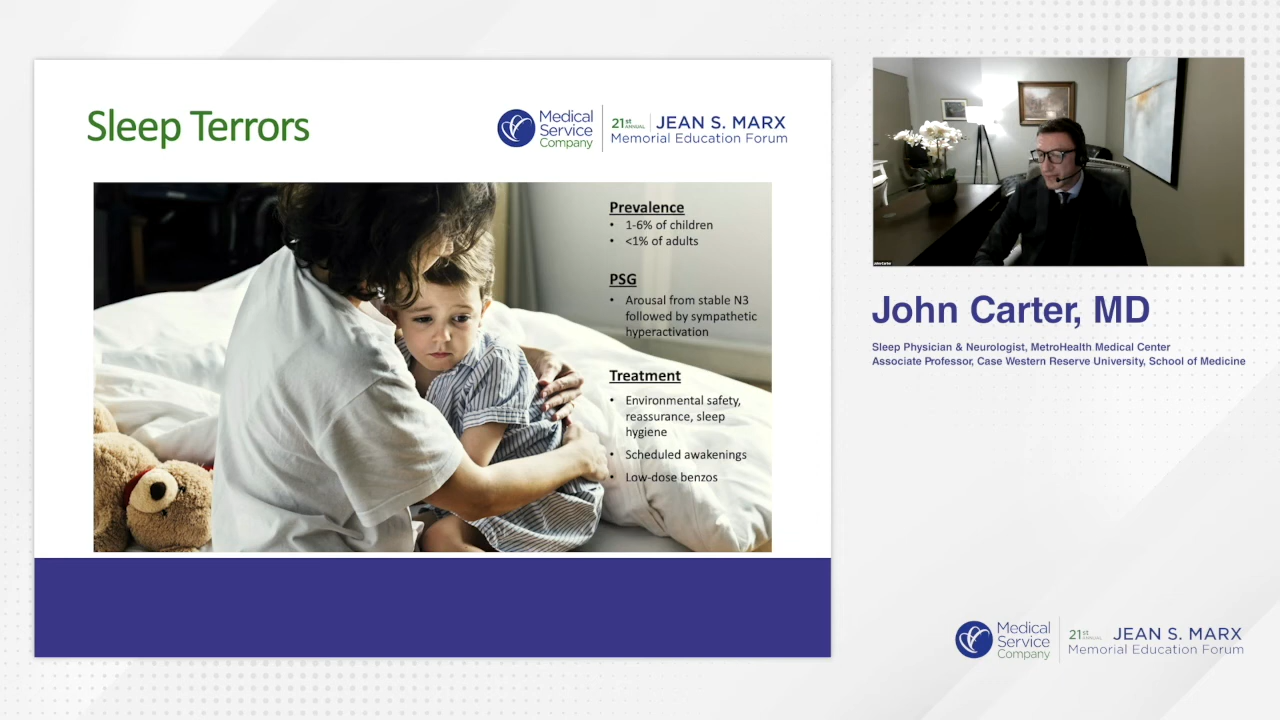 Sleep Terrors
Medical
Service
Company
21st
ANNUAL
JEAN S. MARX
Memorial Education Forum
Prevalence
• 1-6% of children
• <1% of adults
PSG
• Arousal from stable N3
followed by sympathetic
hyperactivation
Treatment
• Environmental safety,
reassurance, sleep
hygiene
• Scheduled awakenings
• Low-dose benzos
John Carter
John Carter, MD
Sleep Physician & Neurologist, MetroHealth Medical Center
Associate Professor, Case Western Reserve University, School of Medicine
Medical
Service
Company
21st
ANNUAL
JEAN S. MARX
Memorial Education Forum